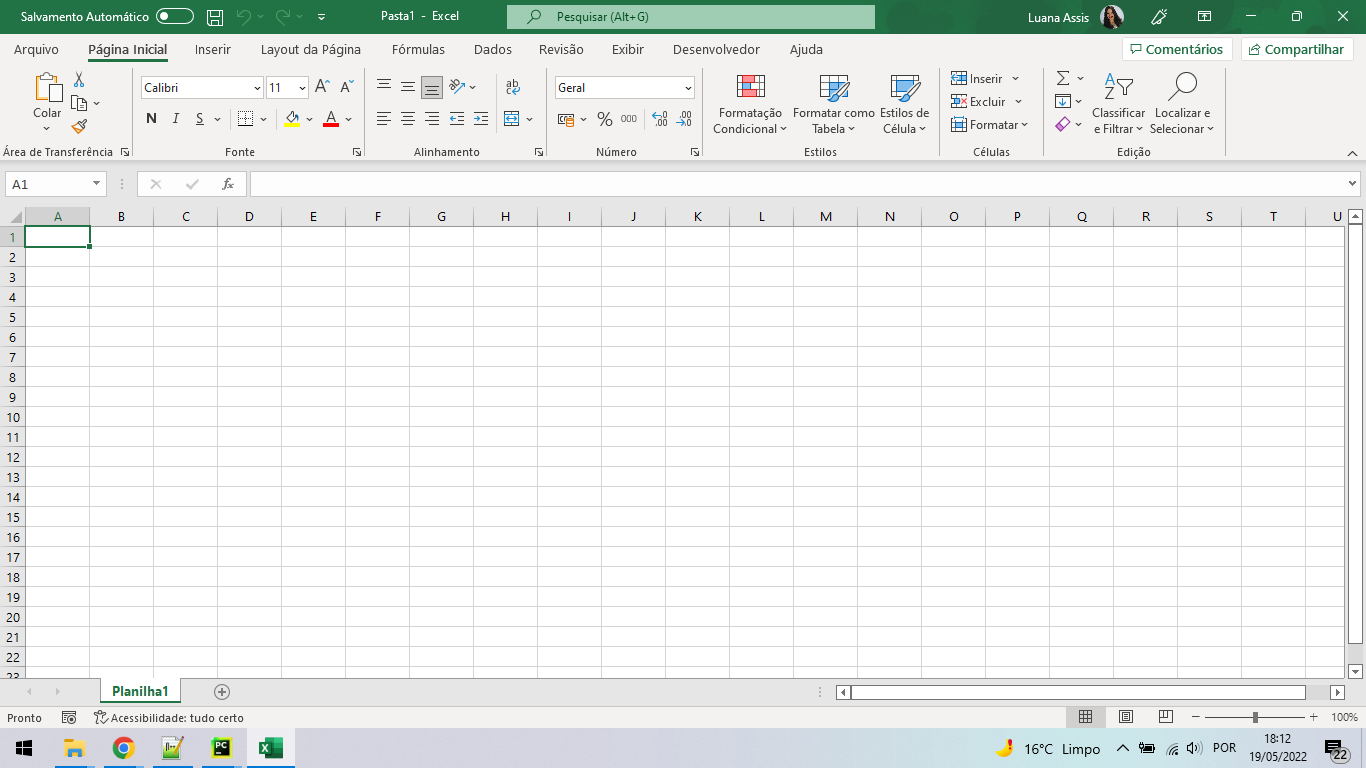 Salvamento Automático Pasta1 - Excel Pesquisar (Alt+G) Luana Assis
Arquivo Página Inicial Inserir Layout da Página Fórmulas Dados Revisão Exibir Desenvolvedor Ajuda Comentários Compartilhar
Colar
Calibri 11
N I S
ab
c
Geral
% 000
Formatação
Condicional
Formatar como
Tabela
Estilos de
Célula
Inserir
Excluir
Formatar
Classificar
e Filtrar
Localizar e
Selecionar
Área de Transferência Fonte Alinhamento Número Estilos Células Edição
A1 fx
A B C D E F G H I J K L M N O P Q R S T U
1
2
3
4
5
6
7
8
9
10
11
12
13
14
15
16
17
18
19
20
21
22
23
Planilha1
Pronto Acessibilidade: tudo certo 100%
PC 16°C Limpo POR 18:12
19/05/2022
22